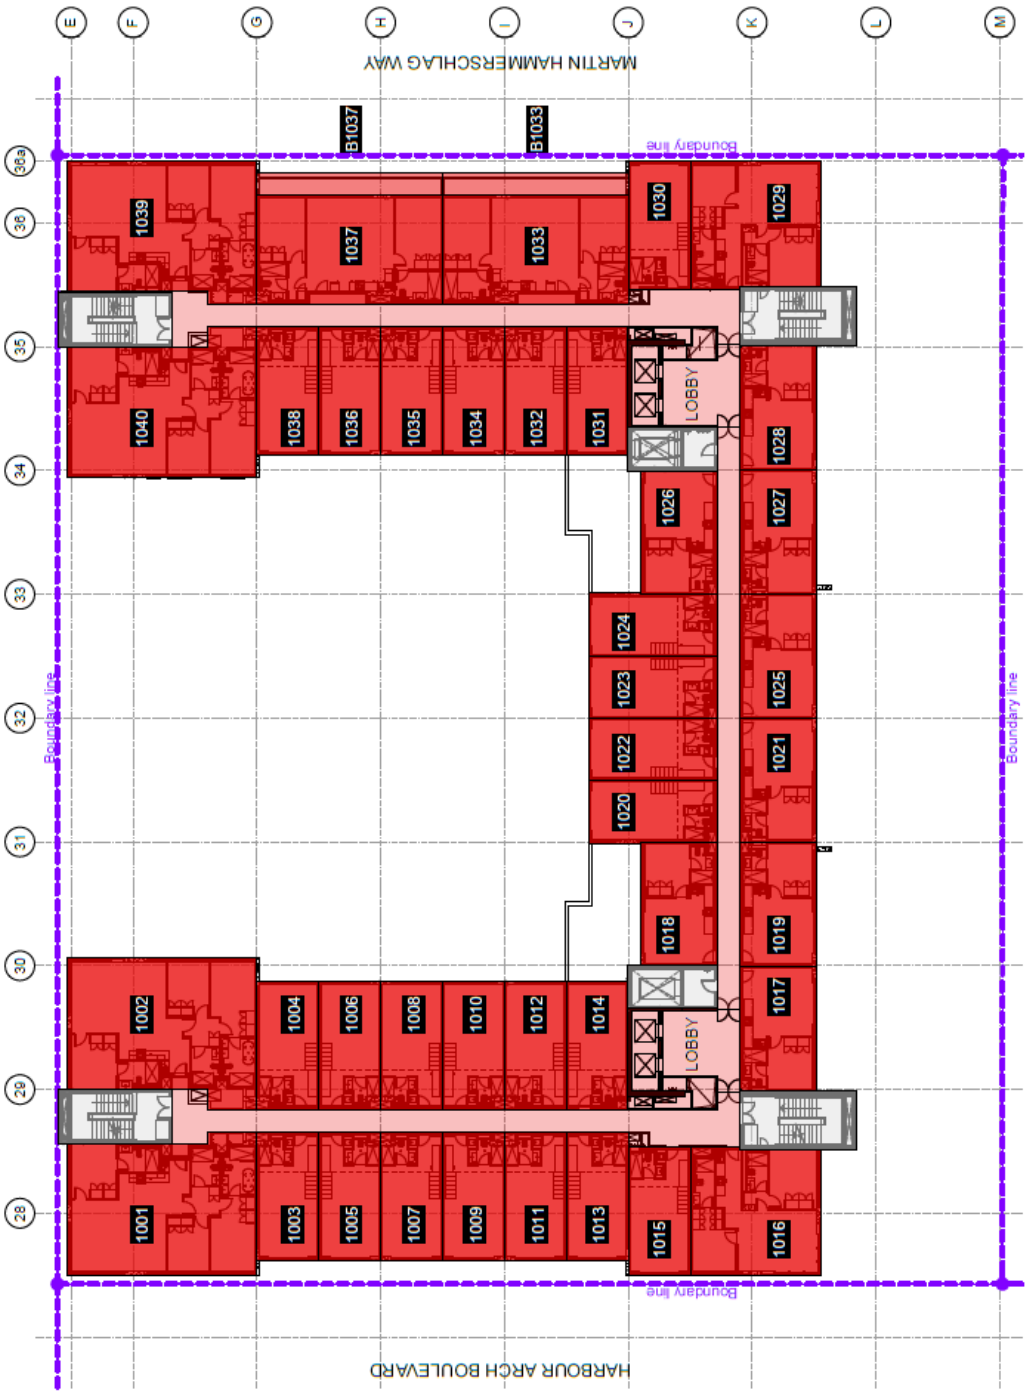 E F G H I J K L M
MARTIN HAMMERSCHLAG WAY
B1037 B1033
Boundary line
36a
1039 1030 1029
36
1037 1033
35
LOBBY
1040 1038 1036 1035 1034 1032 1031 1028
34
1026 1027
33
1024
Boundary line
1023 1025
Boundary line
32
1022 1021
1020
31
1018 1019
30
1002 1004 1006 1008 1010 1012 1014 1017
LOBBY
29
28
1001 1003 1005 1007 1009 1011 1013 1015 1016
Boundary line
HARBOUR ARCH BOULEVARD